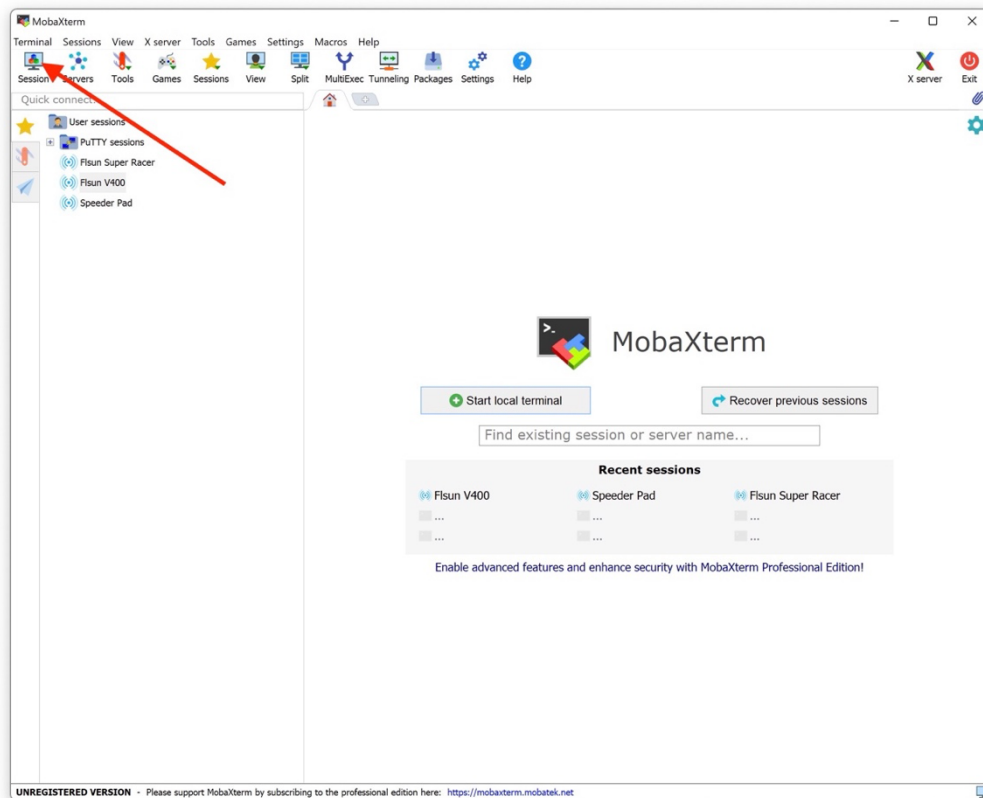 MobaXterm
Terminal Sessions View X server Tools Games Settings Macros Help
Session Servers Tools Games Sessions View Split MultiExec Tunneling Packages Settings Help X server Exit
Quick connect...
User sessions
PuTTY sessions
Flsun Super Racer
Flsun V400
Speeder Pad
>_
MobaXterm
Start local terminal Recover previous sessions
Find existing session or server name...
Recent sessions
Flsun V400 Speeder Pad Flsun Super Racer
... ... ...
... ... ...
Enable advanced features and enhance security with MobaXterm Professional Edition!
UNREGISTERED VERSION - Please support MobaXterm by subscribing to the professional edition here: https://mobaxterm.mobatek.net